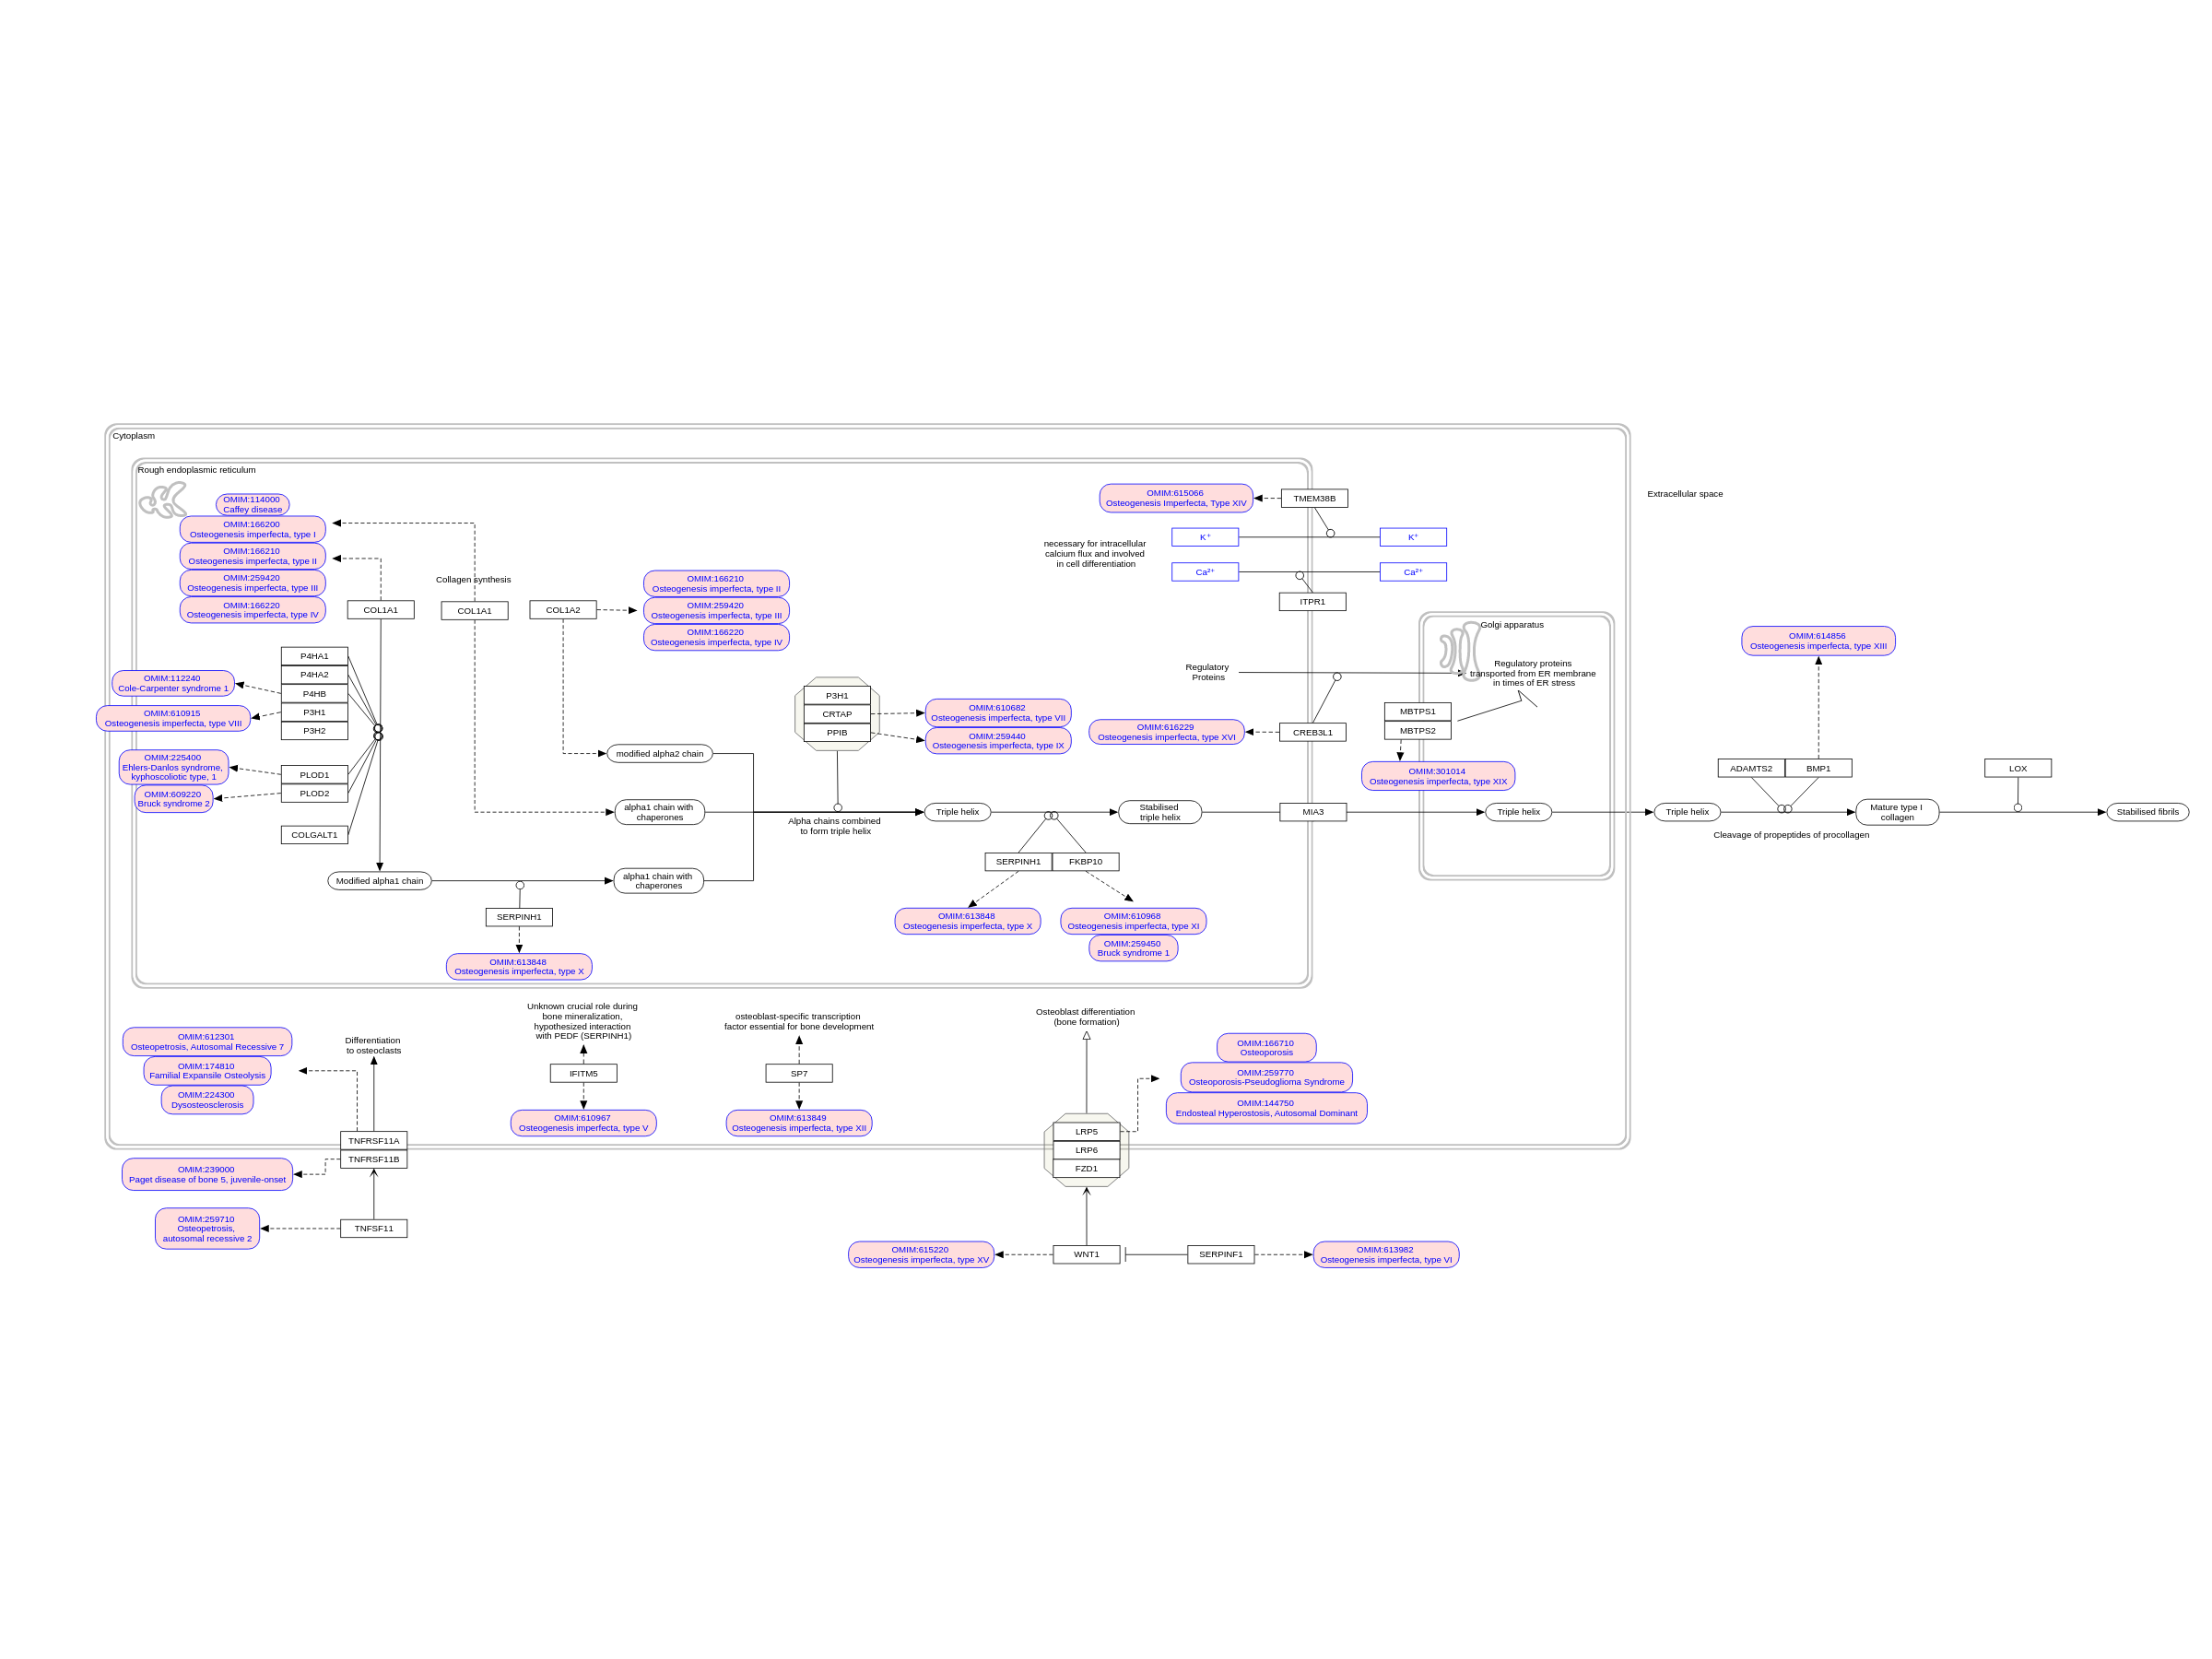 Cytoplasm
Rough endoplasmic reticulum
Extracellular space
OMIM:114000
Caffey disease
OMIM:166200
Osteogenesis imperfecta, type I
OMIM:166210
Osteogenesis imperfecta, type II
OMIM:259420
Osteogenesis imperfecta, type III
OMIM:166220
Osteogenesis imperfecta, type IV
COL1A1
Collagen synthesis
COL1A1
COL1A2
OMIM:166210
Osteogenesis imperfecta, type II
OMIM:259420
Osteogenesis imperfecta, type III
OMIM:166220
Osteogenesis imperfecta, type IV
OMIM:615066
Osteogenesis Imperfecta, Type XIV
TMEM38B
K⁺
K⁺
necessary for intracellular
calcium flux and involved
in cell differentiation
Ca²⁺
Ca²⁺
ITPR1
P4HA1
P4HA2
P4HB
P3H1
P3H2
OMIM:112240
Cole-Carpenter syndrome 1
OMIM:610915
Osteogenesis imperfecta, type VIII
OMIM:225400
Ehlers-Danlos syndrome,
kyphoscoliotic type, 1
OMIM:609220
Bruck syndrome 2
PLOD1
PLOD2
COLGALT1
P3H1
CRTAP
PPIB
OMIM:610682
Osteogenesis imperfecta, type VII
OMIM:259440
Osteogenesis imperfecta, type IX
Regulatory
Proteins
Golgi apparatus
Regulatory proteins
transported from ER membrane
in times of ER stress
OMIM:616229
Osteogenesis imperfecta, type XVI
CREB3L1
MBTPS1
MBTPS2
OMIM:301014
Osteogenesis imperfecta, type XIX
OMIM:614856
Osteogenesis imperfecta, type XIII
ADAMTS2
BMP1
LOX
modified alpha2 chain
alpha1 chain with
chaperones
Alpha chains combined
to form triple helix
Triple helix
Stabilised
triple helix
MIA3
Triple helix
Triple helix
Cleavage of propeptides of procollagen
Mature type I
collagen
Stabilised fibrils
SERPINH1
FKBP10
Modified alpha1 chain
alpha1 chain with
chaperones
SERPINH1
OMIM:613848
Osteogenesis imperfecta, type X
OMIM:613848
Osteogenesis imperfecta, type X
OMIM:610968
Osteogenesis imperfecta, type XI
OMIM:259450
Bruck syndrome 1
OMIM:612301
Osteopetrosis, Autosomal Recessive 7
OMIM:174810
Familial Expansile Osteolysis
OMIM:224300
Dysosteosclerosis
Differentiation
to osteoclasts
Unknown crucial role during
bone mineralization,
hypothesized interaction
with PEDF (SERPINH1)
IFITM5
OMIM:610967
Osteogenesis imperfecta, type V
osteoblast-specific transcription
factor essential for bone development
SP7
OMIM:613849
Osteogenesis imperfecta, type XII
Osteoblast differentiation
(bone formation)
OMIM:166710
Osteoporosis
OMIM:259770
Osteoporosis-Pseudoglioma Syndrome
OMIM:144750
Endosteal Hyperostosis, Autosomal Dominant
TNFRSF11A
TNFRSF11B
LRP5
LRP6
FZD1
OMIM:239000
Paget disease of bone 5, juvenile-onset
OMIM:259710
Osteopetrosis,
autosomal recessive 2
TNFSF11
OMIM:615220
Osteogenesis imperfecta, type XV
WNT1
SERPINF1
OMIM:613982
Osteogenesis imperfecta, type VI